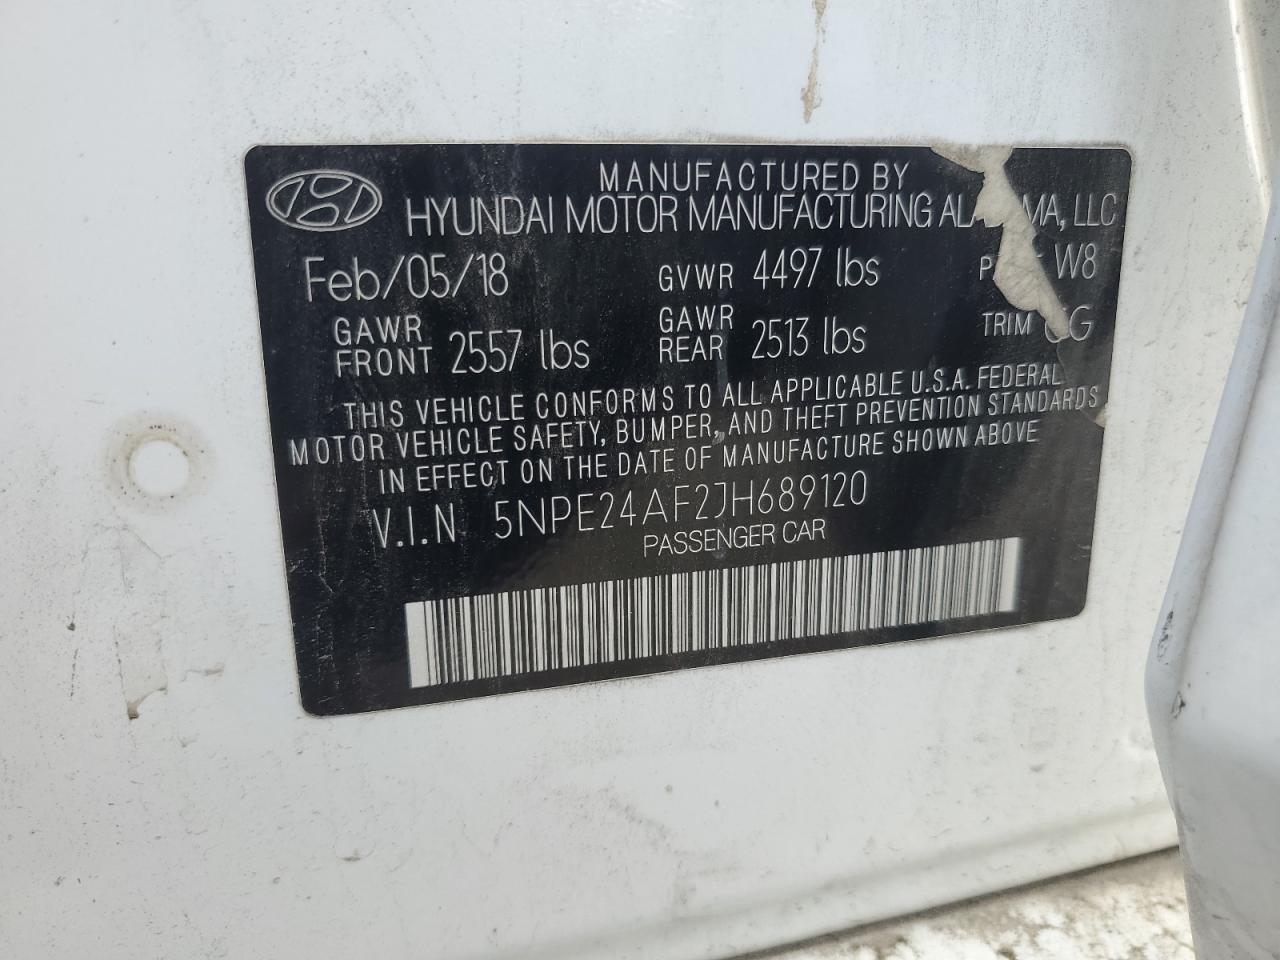 MANUFACTURED BY
HYUNDAI MOTOR MANUFACTURING LLC
Feb/05/18 GVWR 4497 lbs W8
GAWR FRONT 2557 lbs GAWR REAR 2513 lbs TRIM
THIS VEHICLE CONFORMS TO ALL APPLICABLE U.S.A. FEDERAL
MOTOR VEHICLE SAFETY, BUMPER, AND THEFT PREVENTION STANDARDS
IN EFFECT ON THE DATE OF MANUFACTURE SHOWN ABOVE
V.I.N 5NPE24AF2JH689120
PASSENGER CAR